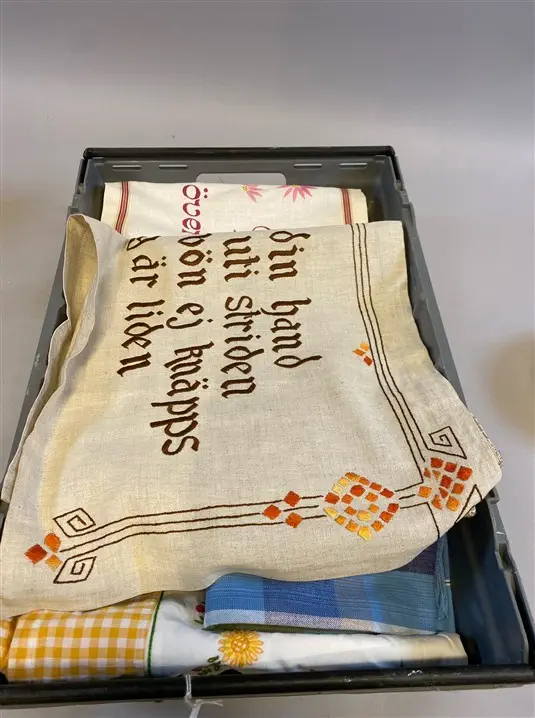 över
din hand
uti striden
bön ej knäpps
är liden